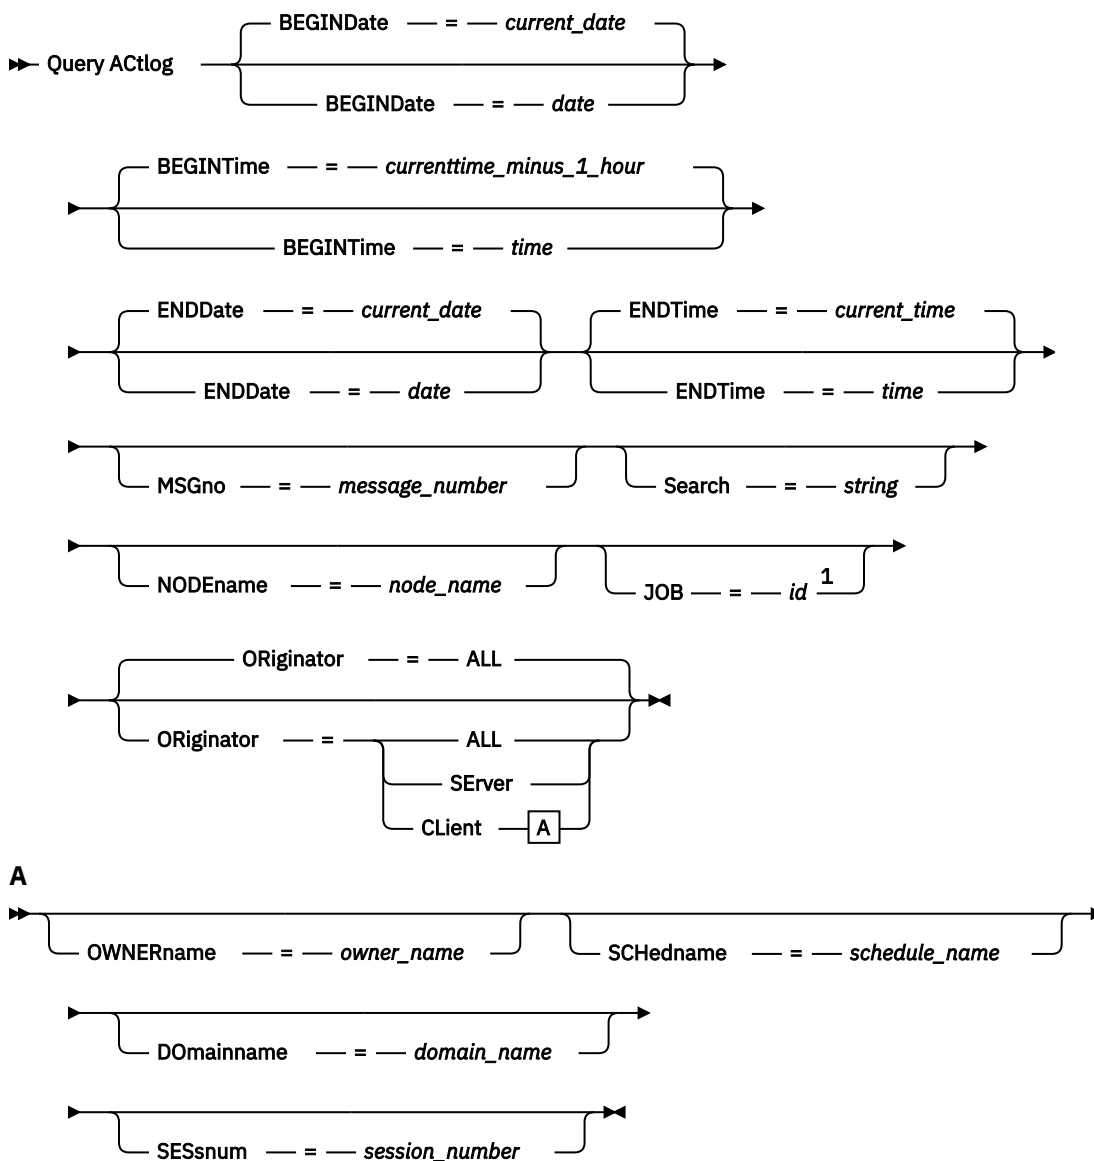 BEGINDate = current_date
Query ACtlog
BEGINDate = date
BEGINTime = currenttime_minus_1_hour
BEGINTime = time
ENDDate = current_date ENDTime = current_time
ENDDate = date ENDTime = time
MSGno = message_number Search = string
NODEname = node_name JOB = id 1
ORiginator = ALL
ORiginator = ALL
SErver
CLient A
A
OWNERname = owner_name SCHedname = schedule_name
DOmainname = domain_name
SESsnum = session_number